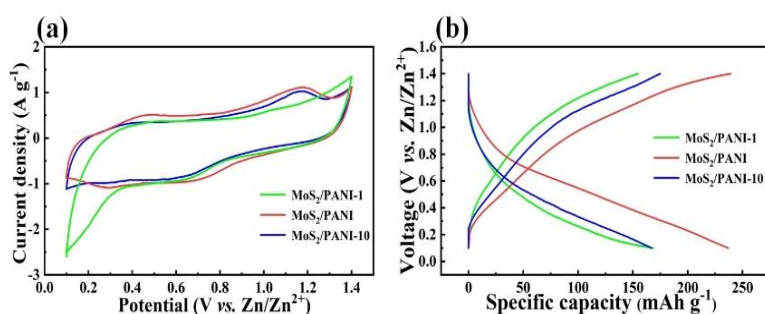 (a)
Current density (A g⁻¹)
2
1
0
-1
-2
-3
MoS₂/PANI-1
MoS₂/PANI
MoS₂/PANI-10
0.0 0.2 0.4 0.6 0.8 1.0 1.2 1.4
Potential (V vs. Zn/Zn²⁺)
(b)
Voltage (V vs. Zn/Zn²⁺)
1.6
1.4
1.2
1.0
0.8
0.6
0.4
0.2
0.0
MoS₂/PANI-1
MoS₂/PANI
MoS₂/PANI-10
0 50 100 150 200 250
Specific capacity (mAh g⁻¹)